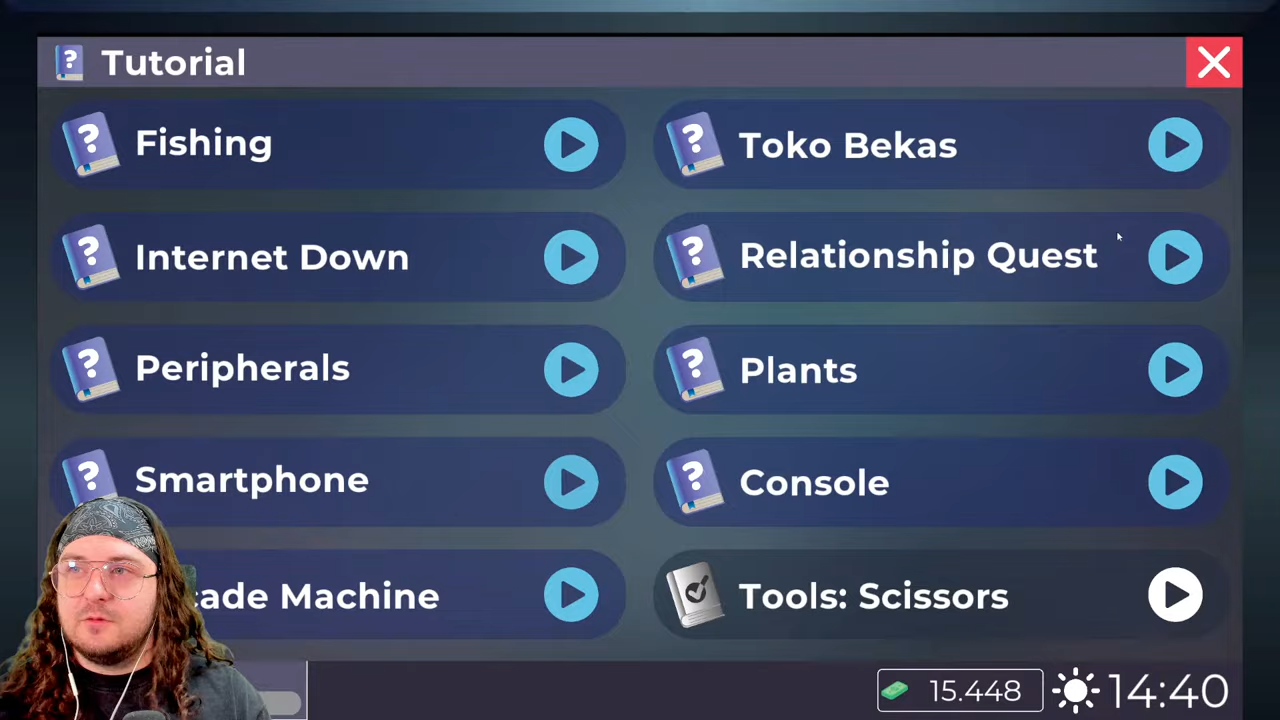 Tutorial
Fishing
Toko Bekas
Internet Down
Relationship Quest
Peripherals
Plants
Smartphone
Console
cade Machine
Tools: Scissors
15.448
14:40